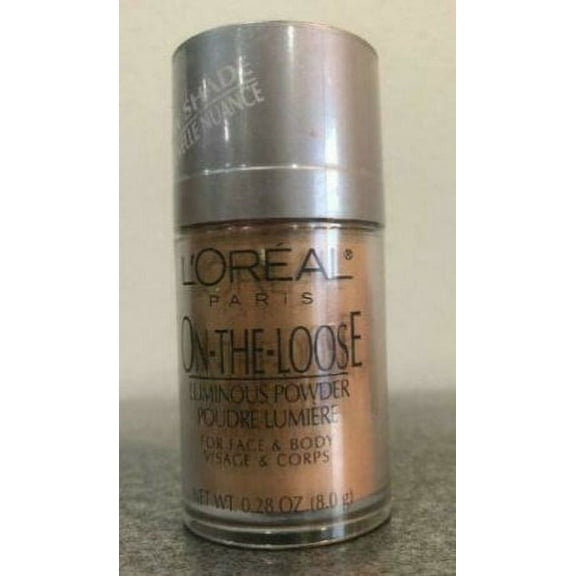 SHADE
NUANCE
L'ORÉAL®
PARIS
ON-THE-LOOSE
LUMINOUS POWDER
POUDRE LUMIÈRE
FOR FACE & BODY
VISAGE & CORPS
NET WT. 0.28 OZ (8.0 g)